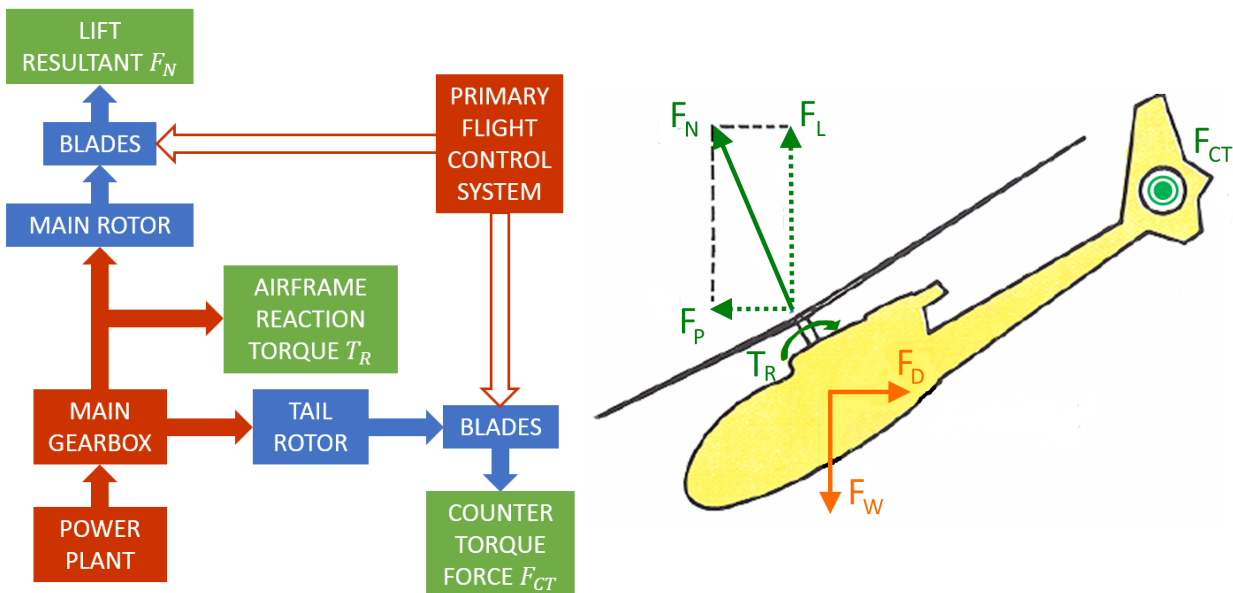 LIFT
RESULTANT F_N
BLADES
MAIN ROTOR
AIRFRAME
REACTION
TORQUE T_R
MAIN
GEARBOX
TAIL
ROTOR
BLADES
POWER
PLANT
COUNTER
TORQUE
FORCE F_CT
PRIMARY
FLIGHT
CONTROL
SYSTEM
F_N
F_L
F_CT
F_P
T_R
F_D
F_W